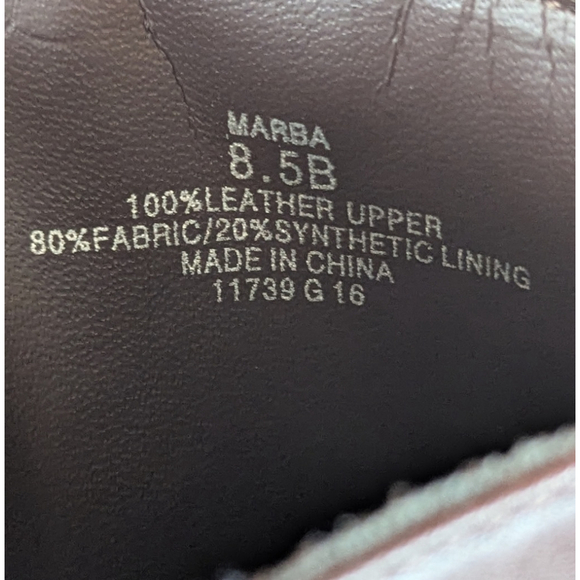 MARBA
8.5B
100%LEATHER UPPER
80%FABRIC/20%SYNTHETIC LINING
MADE IN CHINA
11739 G 16